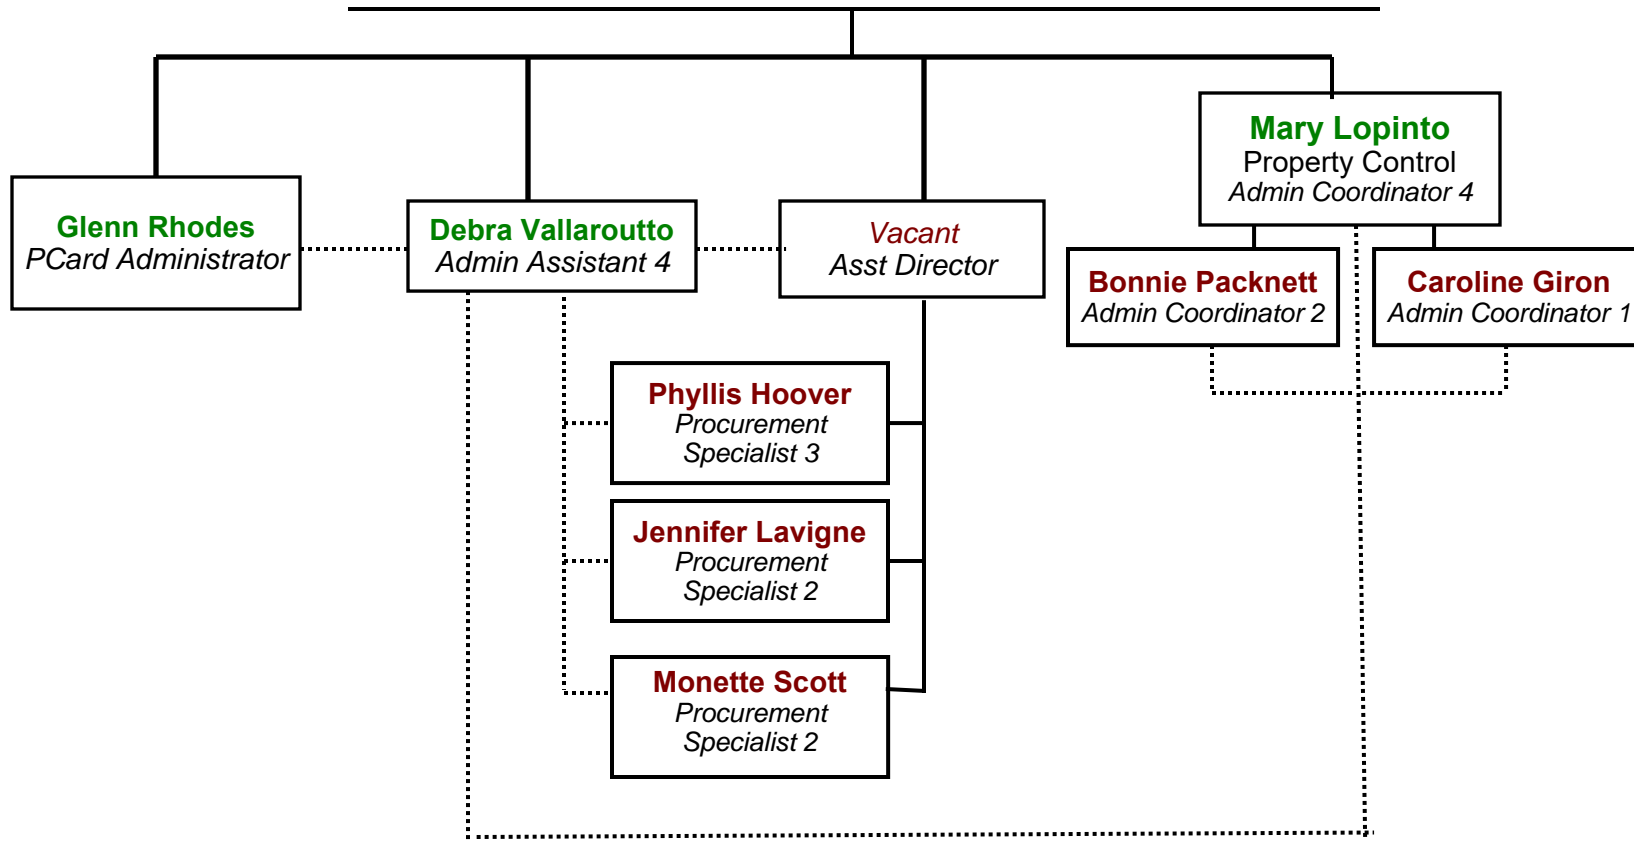 Mary Lopinto
Property Control
Admin Coordinator 4
Glenn Rhodes
PCard Administrator
Debra Vallaroutto
Admin Assistant 4
Vacant
Asst Director
Bonnie Packnett
Admin Coordinator 2
Caroline Giron
Admin Coordinator 1
Phyllis Hoover
Procurement
Specialist 3
Jennifer Lavigne
Procurement
Specialist 2
Monette Scott
Procurement
Specialist 2